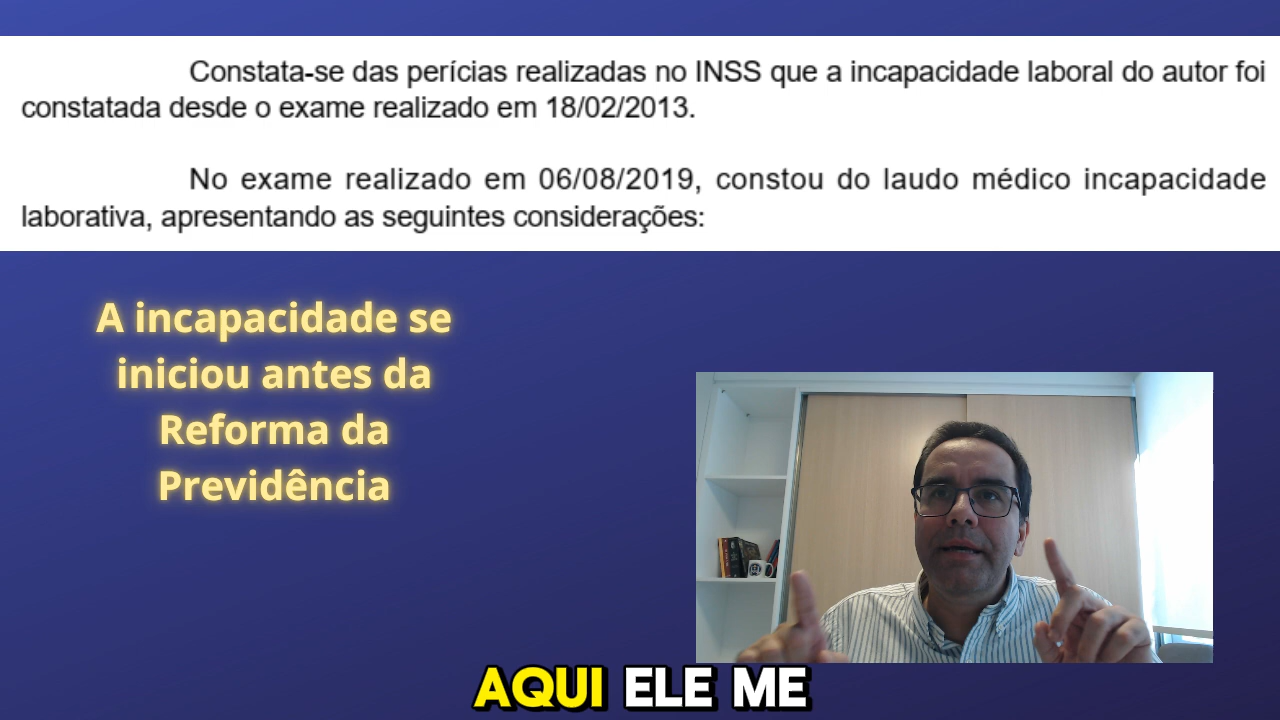 Constata-se das perícias realizadas no INSS que a incapacidade laboral do autor foi
constatada desde o exame realizado em 18/02/2013.
No exame realizado em 06/08/2019, constou do laudo médico incapacidade
laborativa, apresentando as seguintes considerações:
A incapacidade se
iniciou antes da
Reforma da
Previdência
AQUI ELE ME